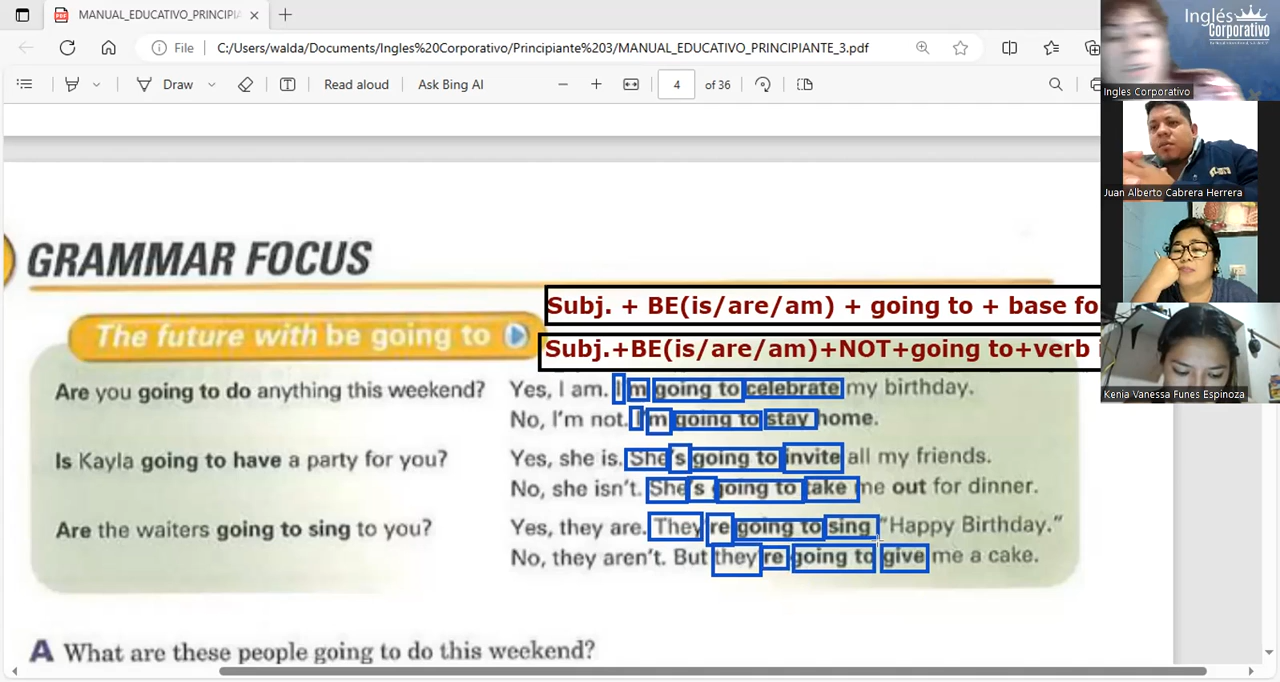 MANUAL_EDUCATIVO_PRINCIPIA
File
C:/Users/walda/Documents/Ingles%20Corporativo/Principiante%203/MANUAL_EDUCATIVO_PRINCIPIANTE_3.pdf
Draw
Read aloud
Ask Bing AI
4 of 36
GRAMMAR FOCUS
Subj. + BE(is/are/am) + going to + base fo
The future with be going to
Subj.+BE(is/are/am)+NOT+going to+verb
Are you going to do anything this weekend? Yes, I am. I'm going to celebrate my birthday.
No, I'm not. I'm going to stay home.
Is Kayla going to have a party for you? Yes, she is. She's going to invite all my friends.
No, she isn't. She's going to take me out for dinner.
Are the waiters going to sing to you? Yes, they are. They're going to sing "Happy Birthday."
No, they aren't. But they're going to give me a cake.
A What are these people going to do this weekend?
Inglés
Corporativo
Ingles Corporativo
Juan Alberto Cabrera Herrera
Kenia Vanessa Funes Espinoza